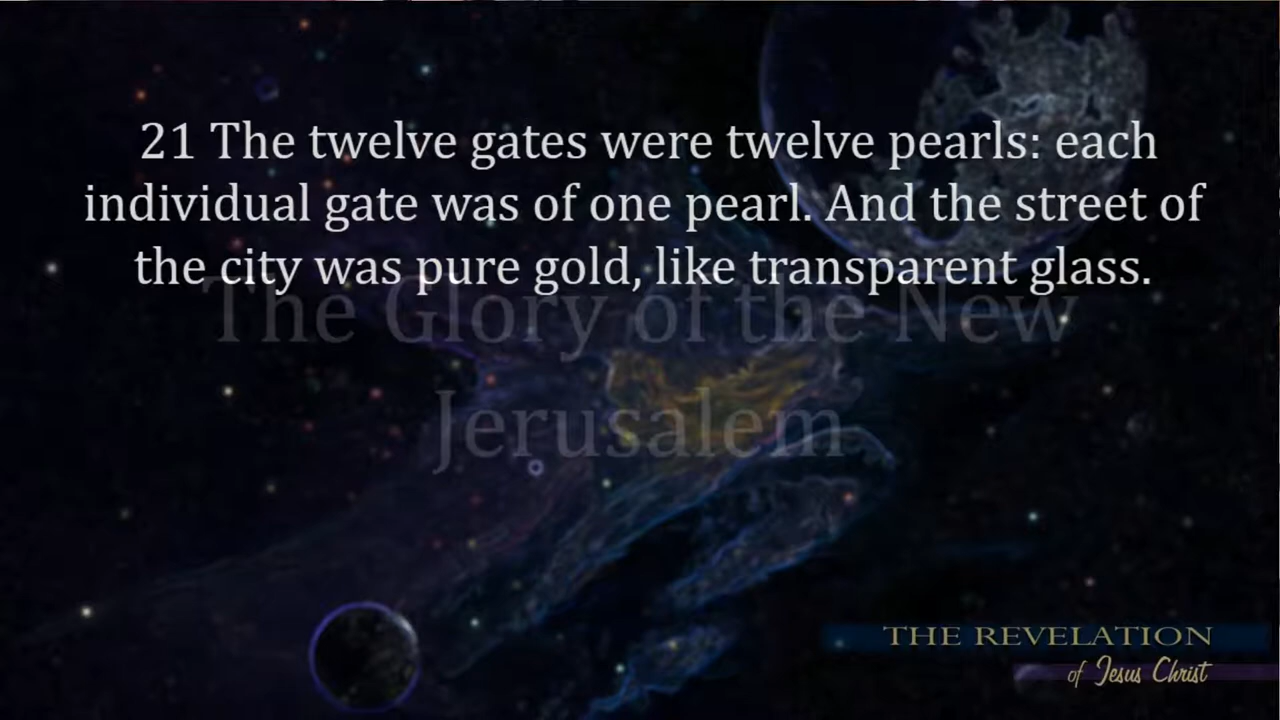 21 The twelve gates were twelve pearls: each
individual gate was of one pearl. And the street of
the city was pure gold, like transparent glass.
The Glory of the New
Jerusalem
THE REVELATION
of Jesus Christ